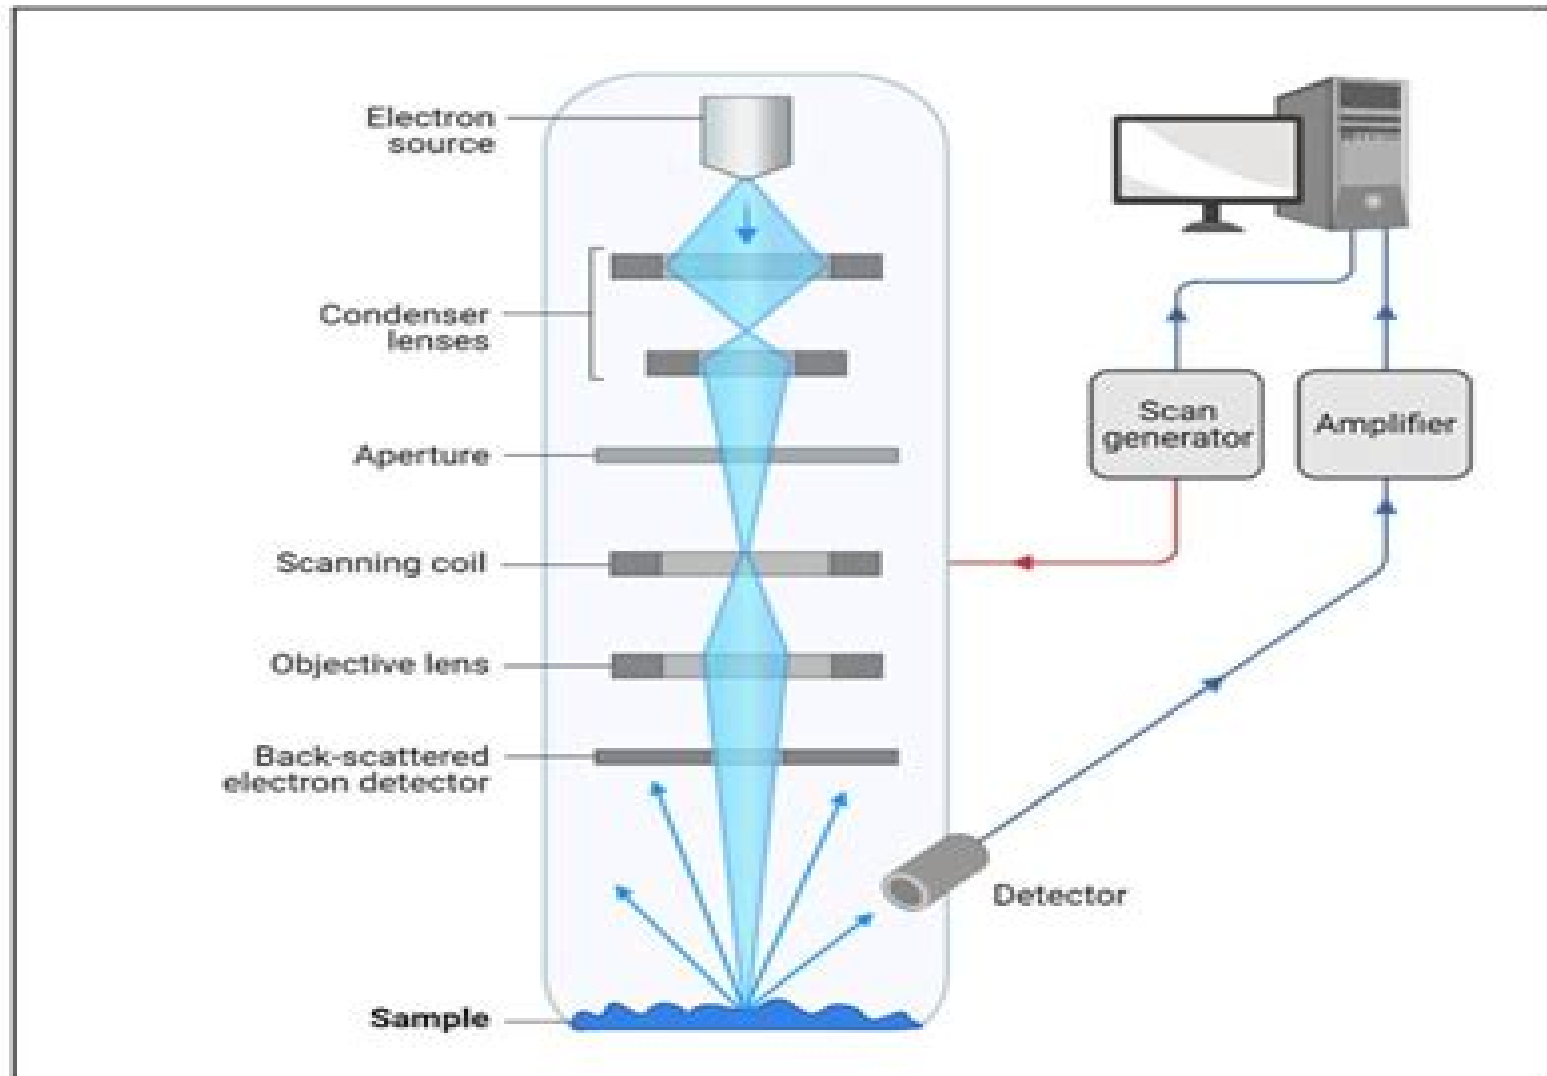 Electron
source
Condenser
lenses
Aperture
Scanning coil
Objective lens
Back-scattered
electron detector
Sample
Scan
generator
Amplifier
Detector